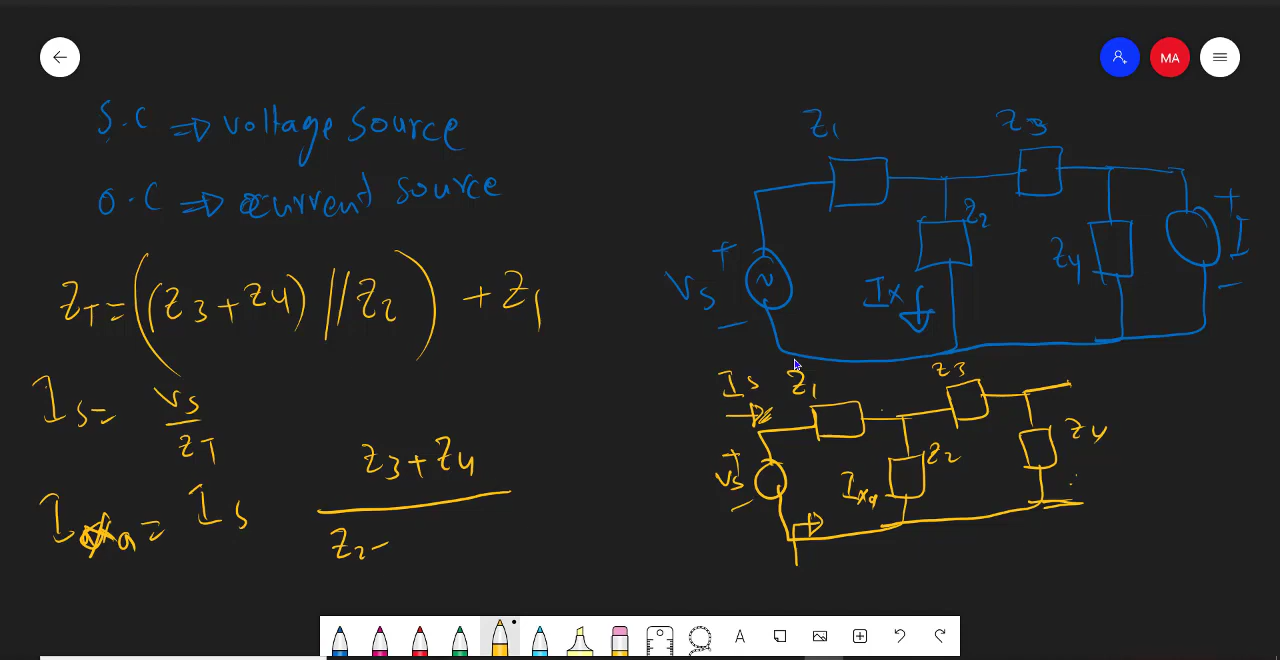 MA
S.C ⇒ voltage source
O.C ⇒ current source
ZT = ((Z3 + Z4) // Z2) + Z1
Is = Vs / ZT
Ixa = Is (Z3 + Z4) / Z2 -
Z1
Z3
Z2
Z4
+
I
-
+
Vs
-
Ix
Is
Z1
Z3
Z2
Z4
+
Vs
-
Ixa
A